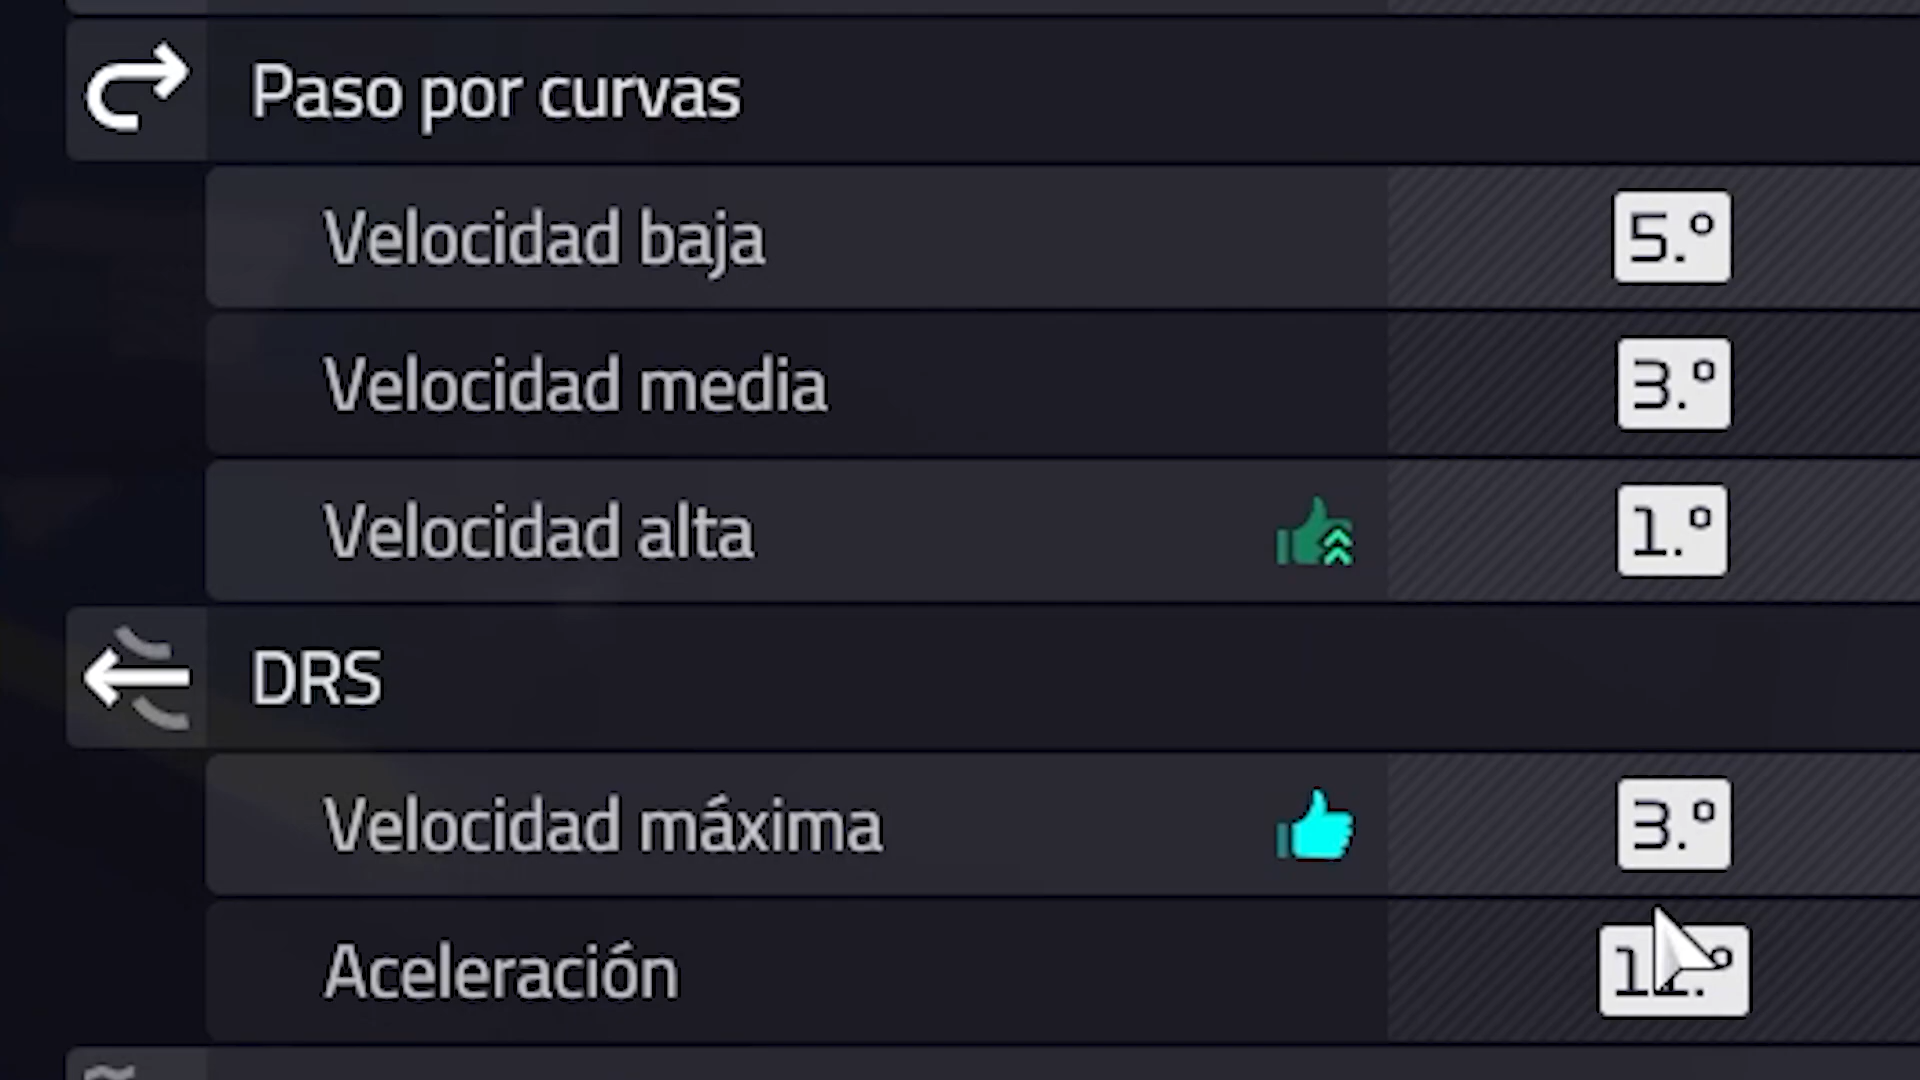 Paso por curvas
Velocidad baja
5.º
Velocidad media
3.º
Velocidad alta
1.º
DRS
Velocidad máxima
3.º
Aceleración